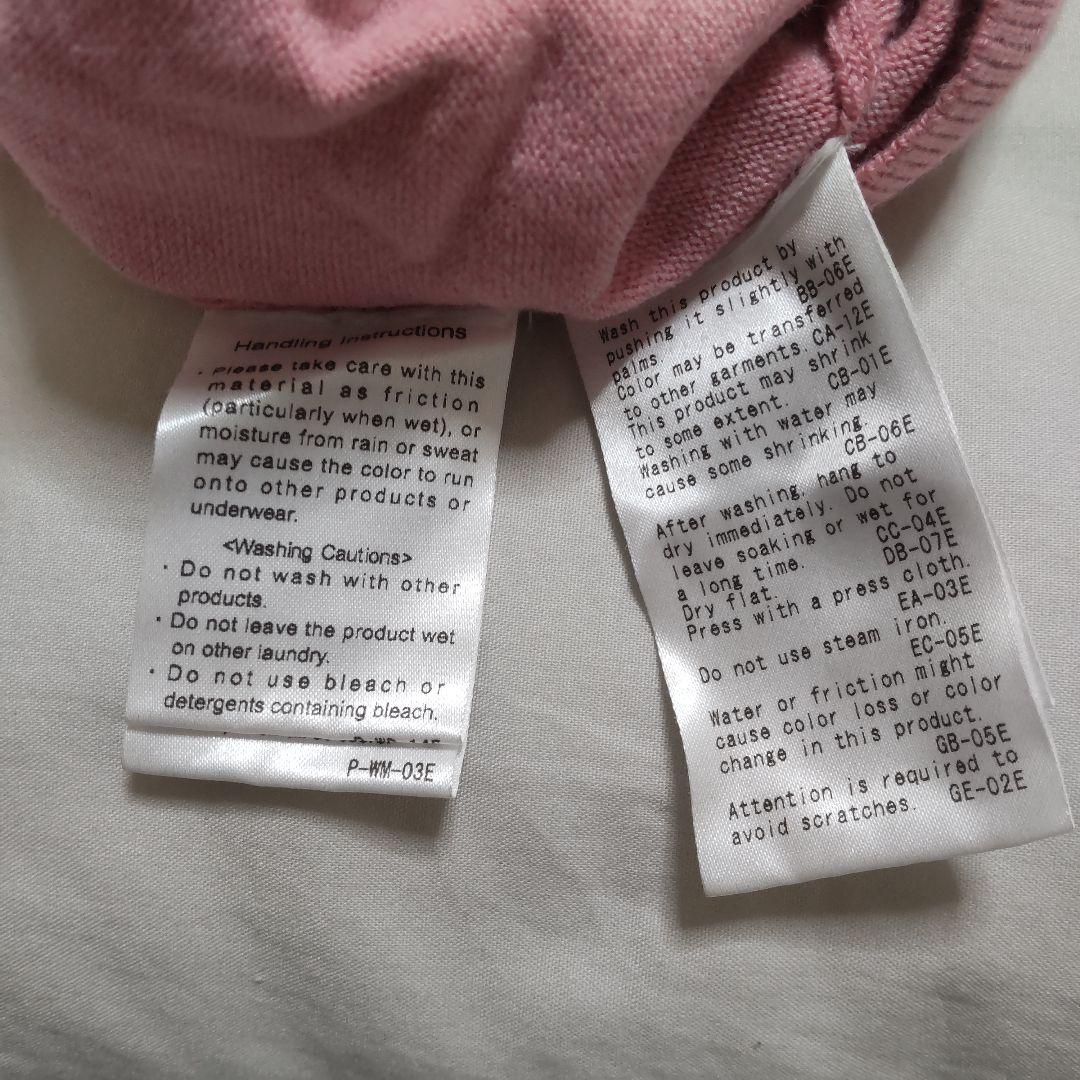 Handling Instructions
· Please take care with this
material as friction
(particularly when wet), or
moisture from rain or sweat
may cause the color to run
onto other products or
underwear.
<Washing Cautions>
· Do not wash with other
products.
· Do not leave the product wet
on other laundry.
· Do not use bleach or
detergents containing bleach.
P-WM-03E
Wash this product by
pushing it slightly with
palms. BB-06E
Color may be transferred
to other garments CA-12E
This product may shrink
to some extent. CB-01E
Washing with water may
cause some shrinking.
CB-06E
After washing, hang to
dry immediately. Do not
leave soaking or wet for
a long time. CC-04E
Dry flat. DB-07E
Press with a press cloth.
EA-03E
Do not use steam iron.
EC-05E
Water or friction might
cause color loss or color
change in this product.
GB-05E
Attention is required to
avoid scratches. GE-02E